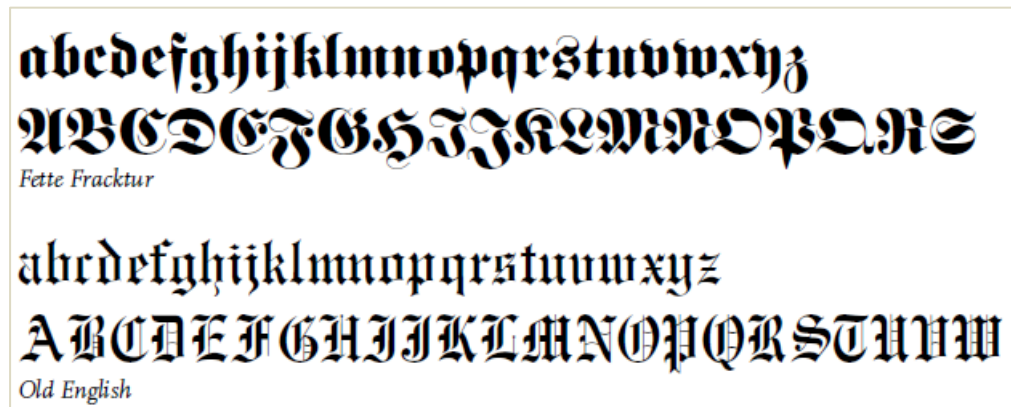 abcdefghijklmnopqrstuvwxyz
ABCDEFGHIJKLMNOPQRS
Fette Fracktur
abcdefghijklmnopqrstuvwxyz
ABCDEFGHIJKLMNOPQRSTUVW
Old English